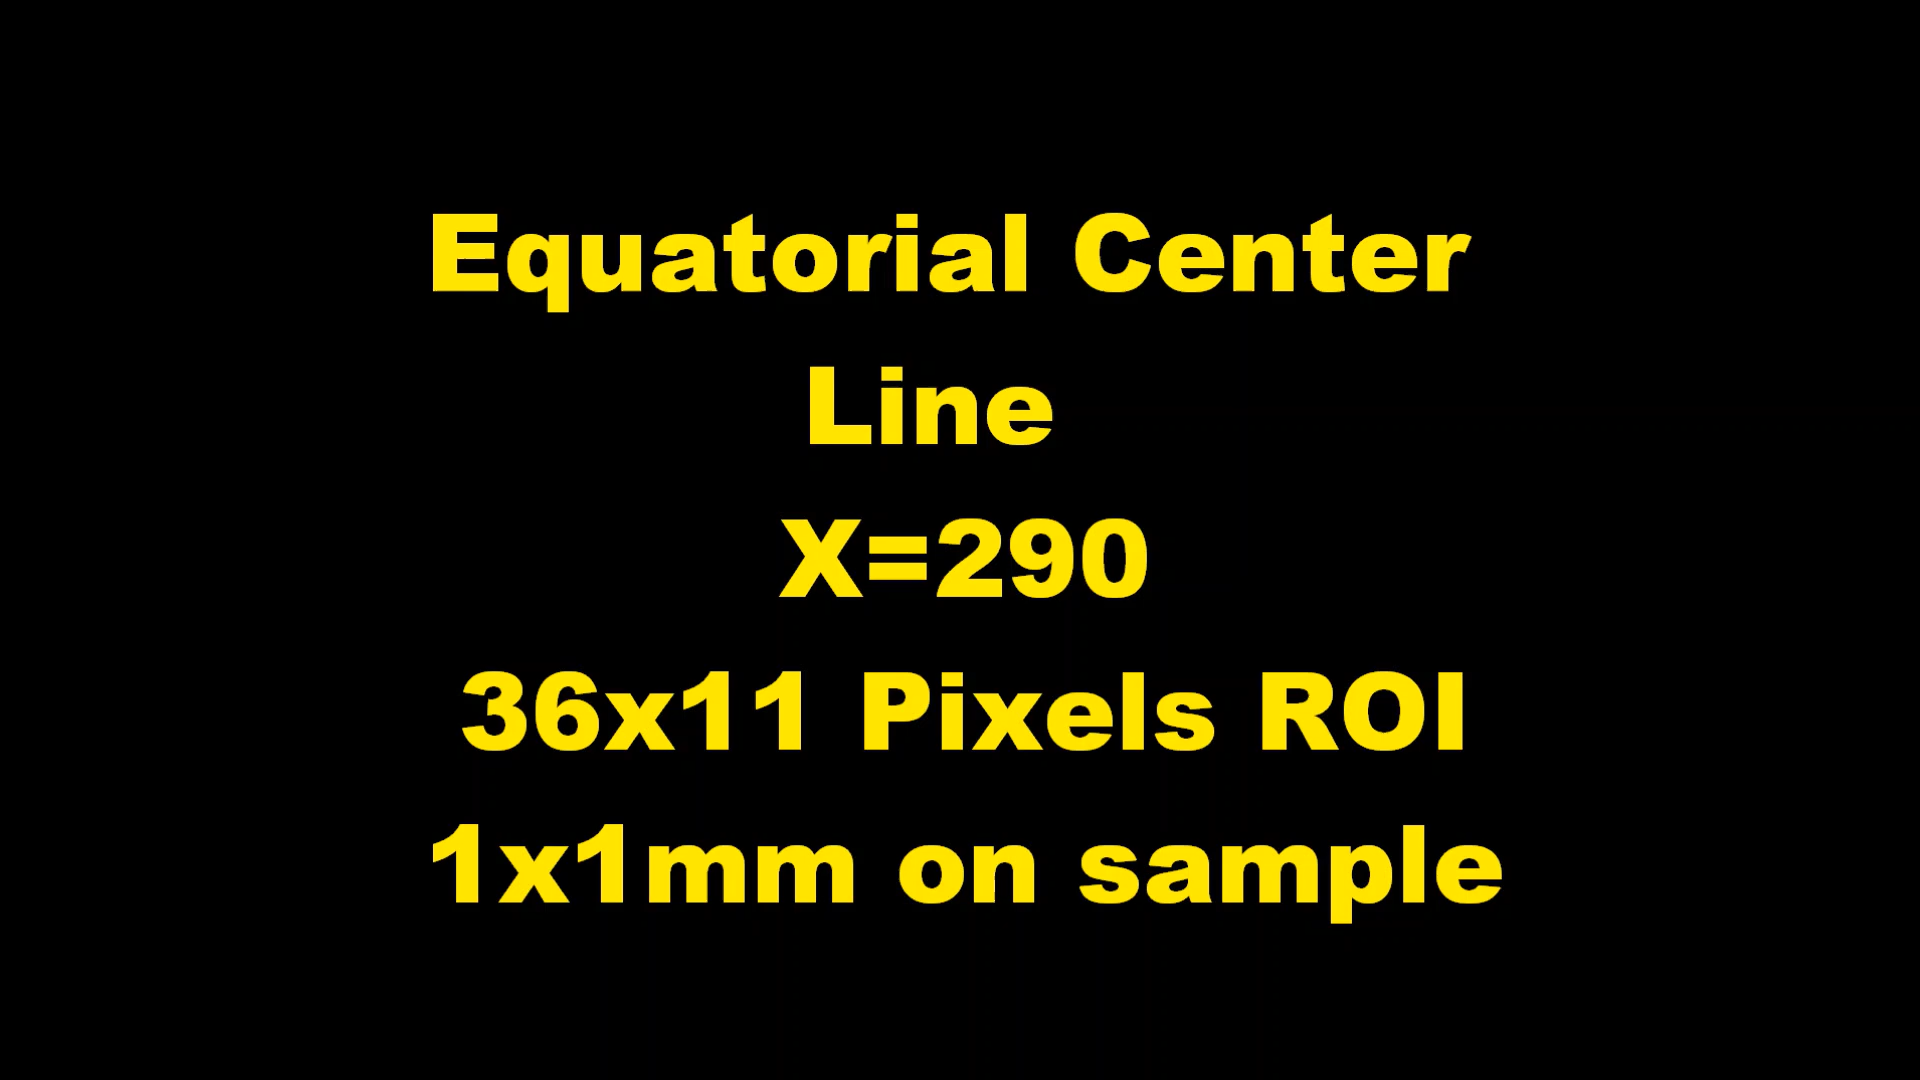 Equatorial Center
Line
X=290
36x11 Pixels ROI
1x1mm on sample